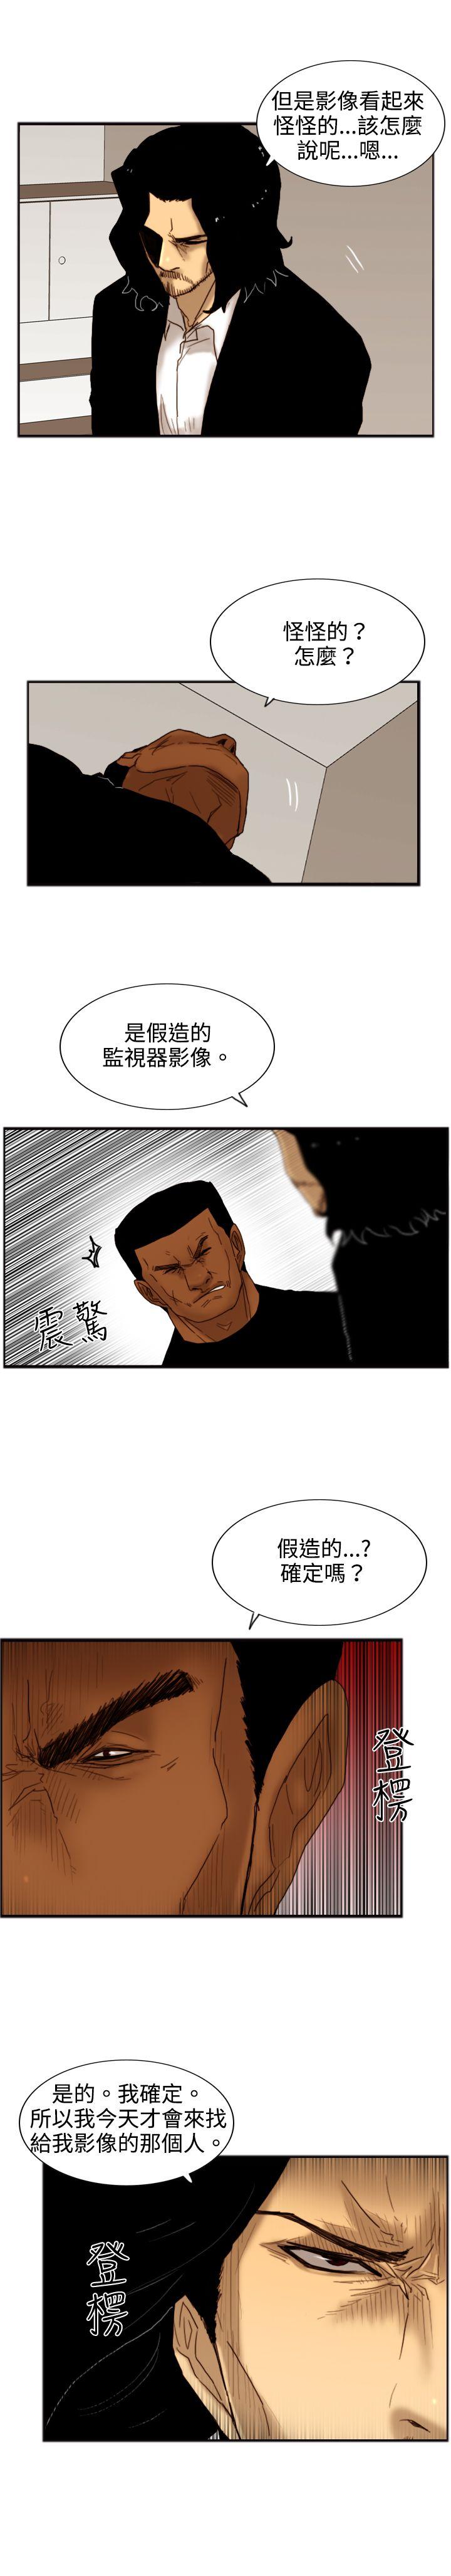 但是影像看起來
怪怪的...該怎麼
說呢...嗯...
怪怪的？
怎麼？
是假造的
監視器影像。
震驚
假造的...?
確定嗎？
登愣
是的。我確定。
所以我今天才會來找
給我影像的那個人。
登愣